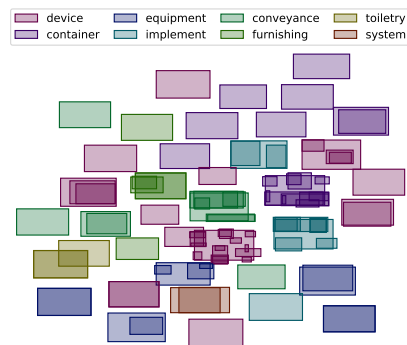 device equipment conveyance toiletry
container implement furnishing system